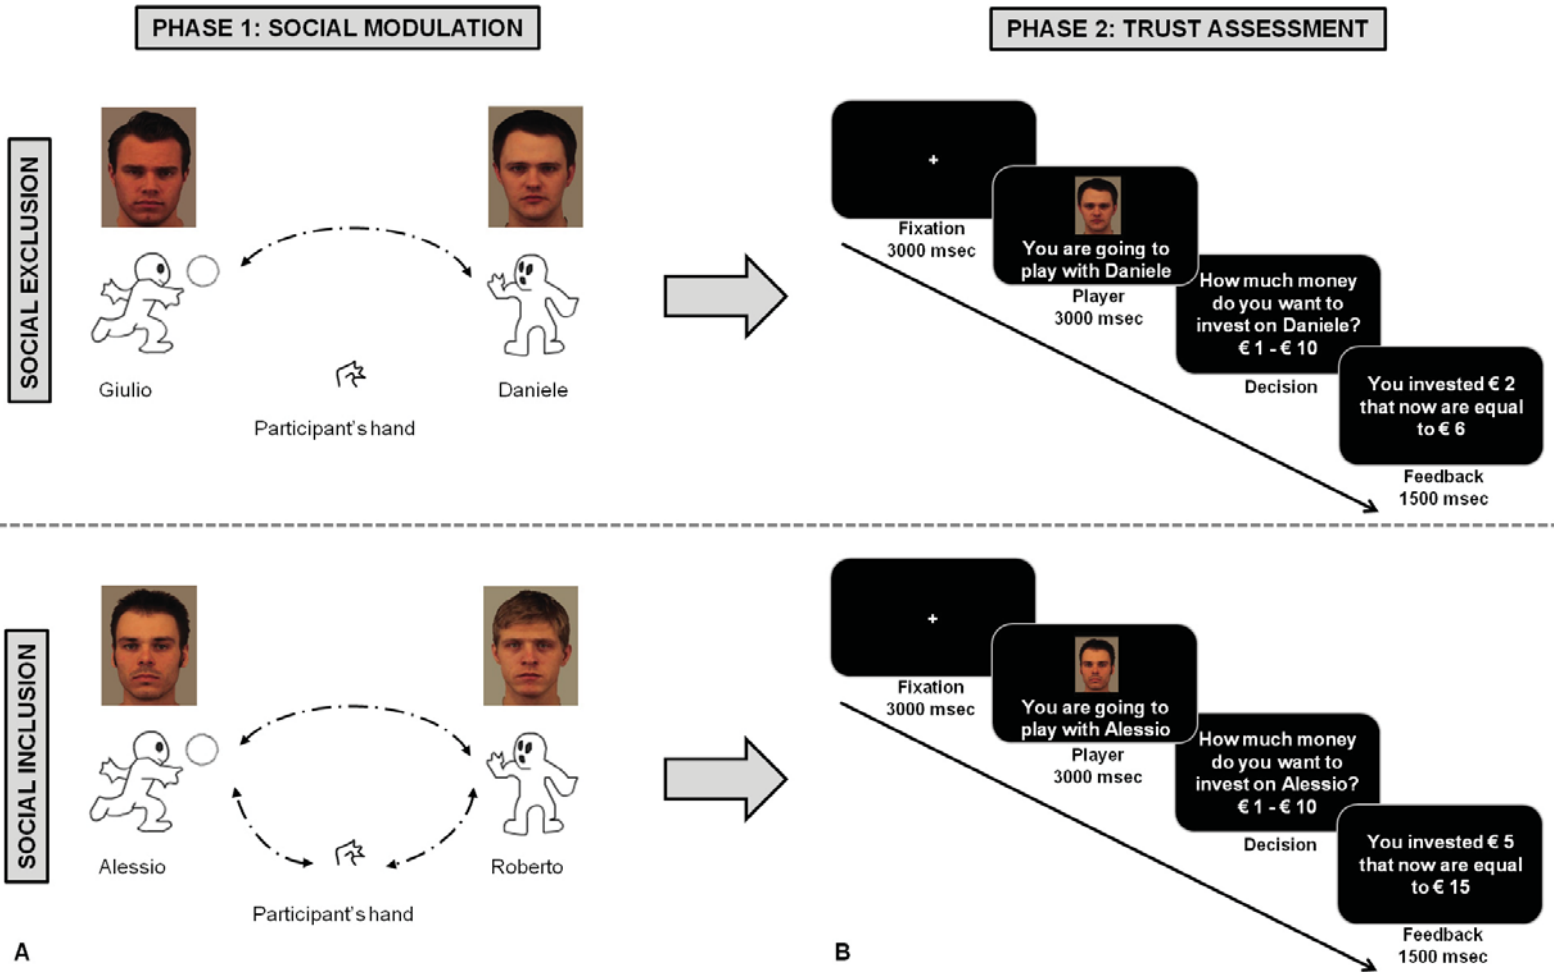 PHASE 1: SOCIAL MODULATION
PHASE 2: TRUST ASSESSMENT
SOCIAL EXCLUSION
Giulio
Daniele
Participant's hand
+
Fixation
3000 msec
You are going to
play with Daniele
Player
3000 msec
How much money
do you want to
invest on Daniele?
€ 1 - € 10
Decision
You invested € 2
that now are equal
to € 6
Feedback
1500 msec
SOCIAL INCLUSION
Alessio
Roberto
Participant's hand
A
+
Fixation
3000 msec
You are going to
play with Alessio
Player
3000 msec
How much money
do you want to
invest on Alessio?
€ 1 - € 10
Decision
You invested € 5
that now are equal
to € 15
Feedback
1500 msec
B